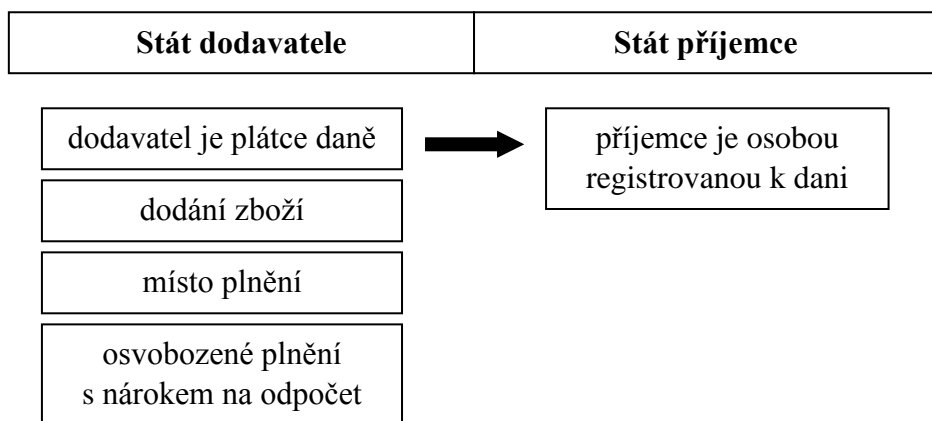 Stát dodavatele
Stát příjemce
dodavatel je plátce daně
dodání zboží
místo plnění
osvobozené plnění
s nárokem na odpočet
příjemce je osobou
registrovanou k dani